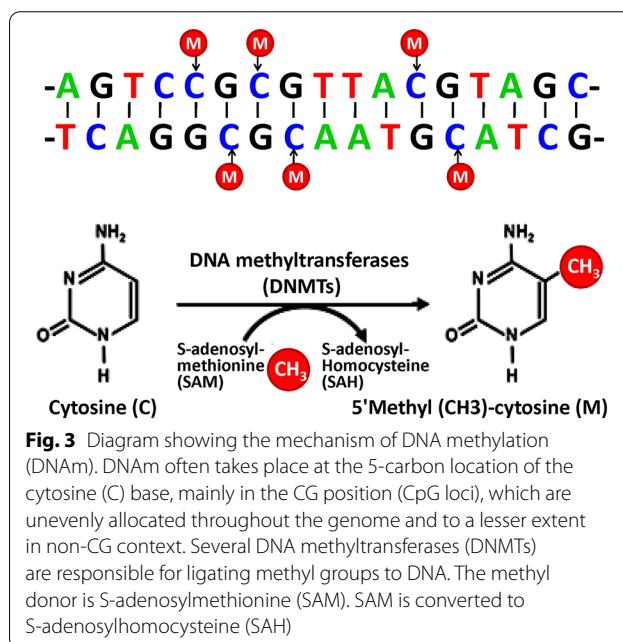 M M M
-AGTCCGCGTTACGTAGC-
-TCAGGCGCAATGCATCG-
M M M
NH₂
N
O
N
H
DNA methyltransferases
(DNMTs)
S-adenosyl-
methionine
(SAM)
CH₃
S-adenosyl-
Homocysteine
(SAH)
NH₂
CH₃
N
O
N
H
Cytosine (C)
5'Methyl (CH3)-cytosine (M)
Fig. 3 Diagram showing the mechanism of DNA methylation
(DNAm). DNAm often takes place at the 5-carbon location of the
cytosine (C) base, mainly in the CG position (CpG loci), which are
unevenly allocated throughout the genome and to a lesser extent
in non-CG context. Several DNA methyltransferases (DNMTs)
are responsible for ligating methyl groups to DNA. The methyl
donor is S-adenosylmethionine (SAM). SAM is converted to
S-adenosylhomocysteine (SAH)